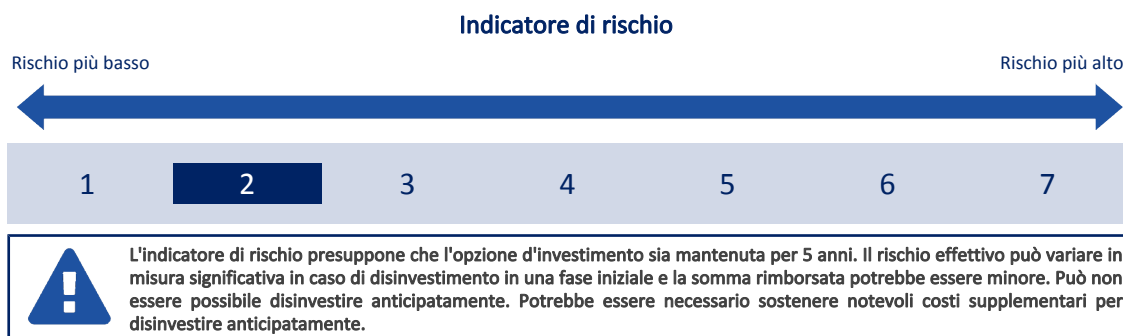 Indicatore di rischio
Rischio più basso
Rischio più alto
1 2 3 4 5 6 7
L'indicatore di rischio presuppone che l'opzione d'investimento sia mantenuta per 5 anni. Il rischio effettivo può variare in
misura significativa in caso di disinvestimento in una fase iniziale e la somma rimborsata potrebbe essere minore. Può non
essere possibile disinvestire anticipatamente. Potrebbe essere necessario sostenere notevoli costi supplementari per
disinvestire anticipatamente.